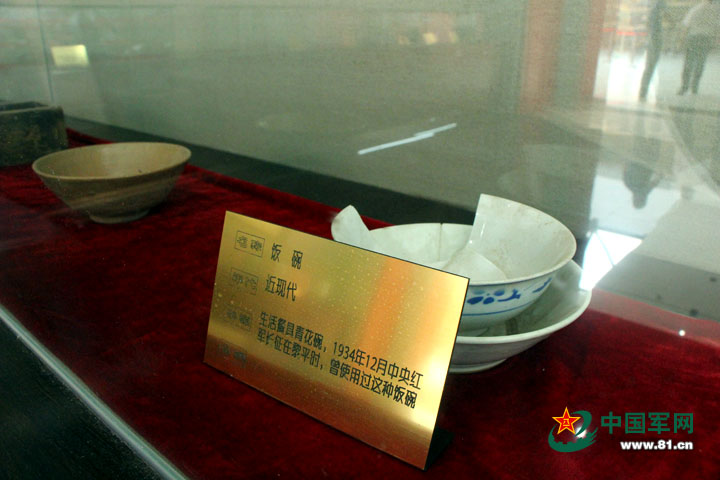 饭碗
近现代
生活餐具青花碗，1934年12月中央红
军长征在黎平时，曾使用过这种饭碗
中国军网
www.81.cn